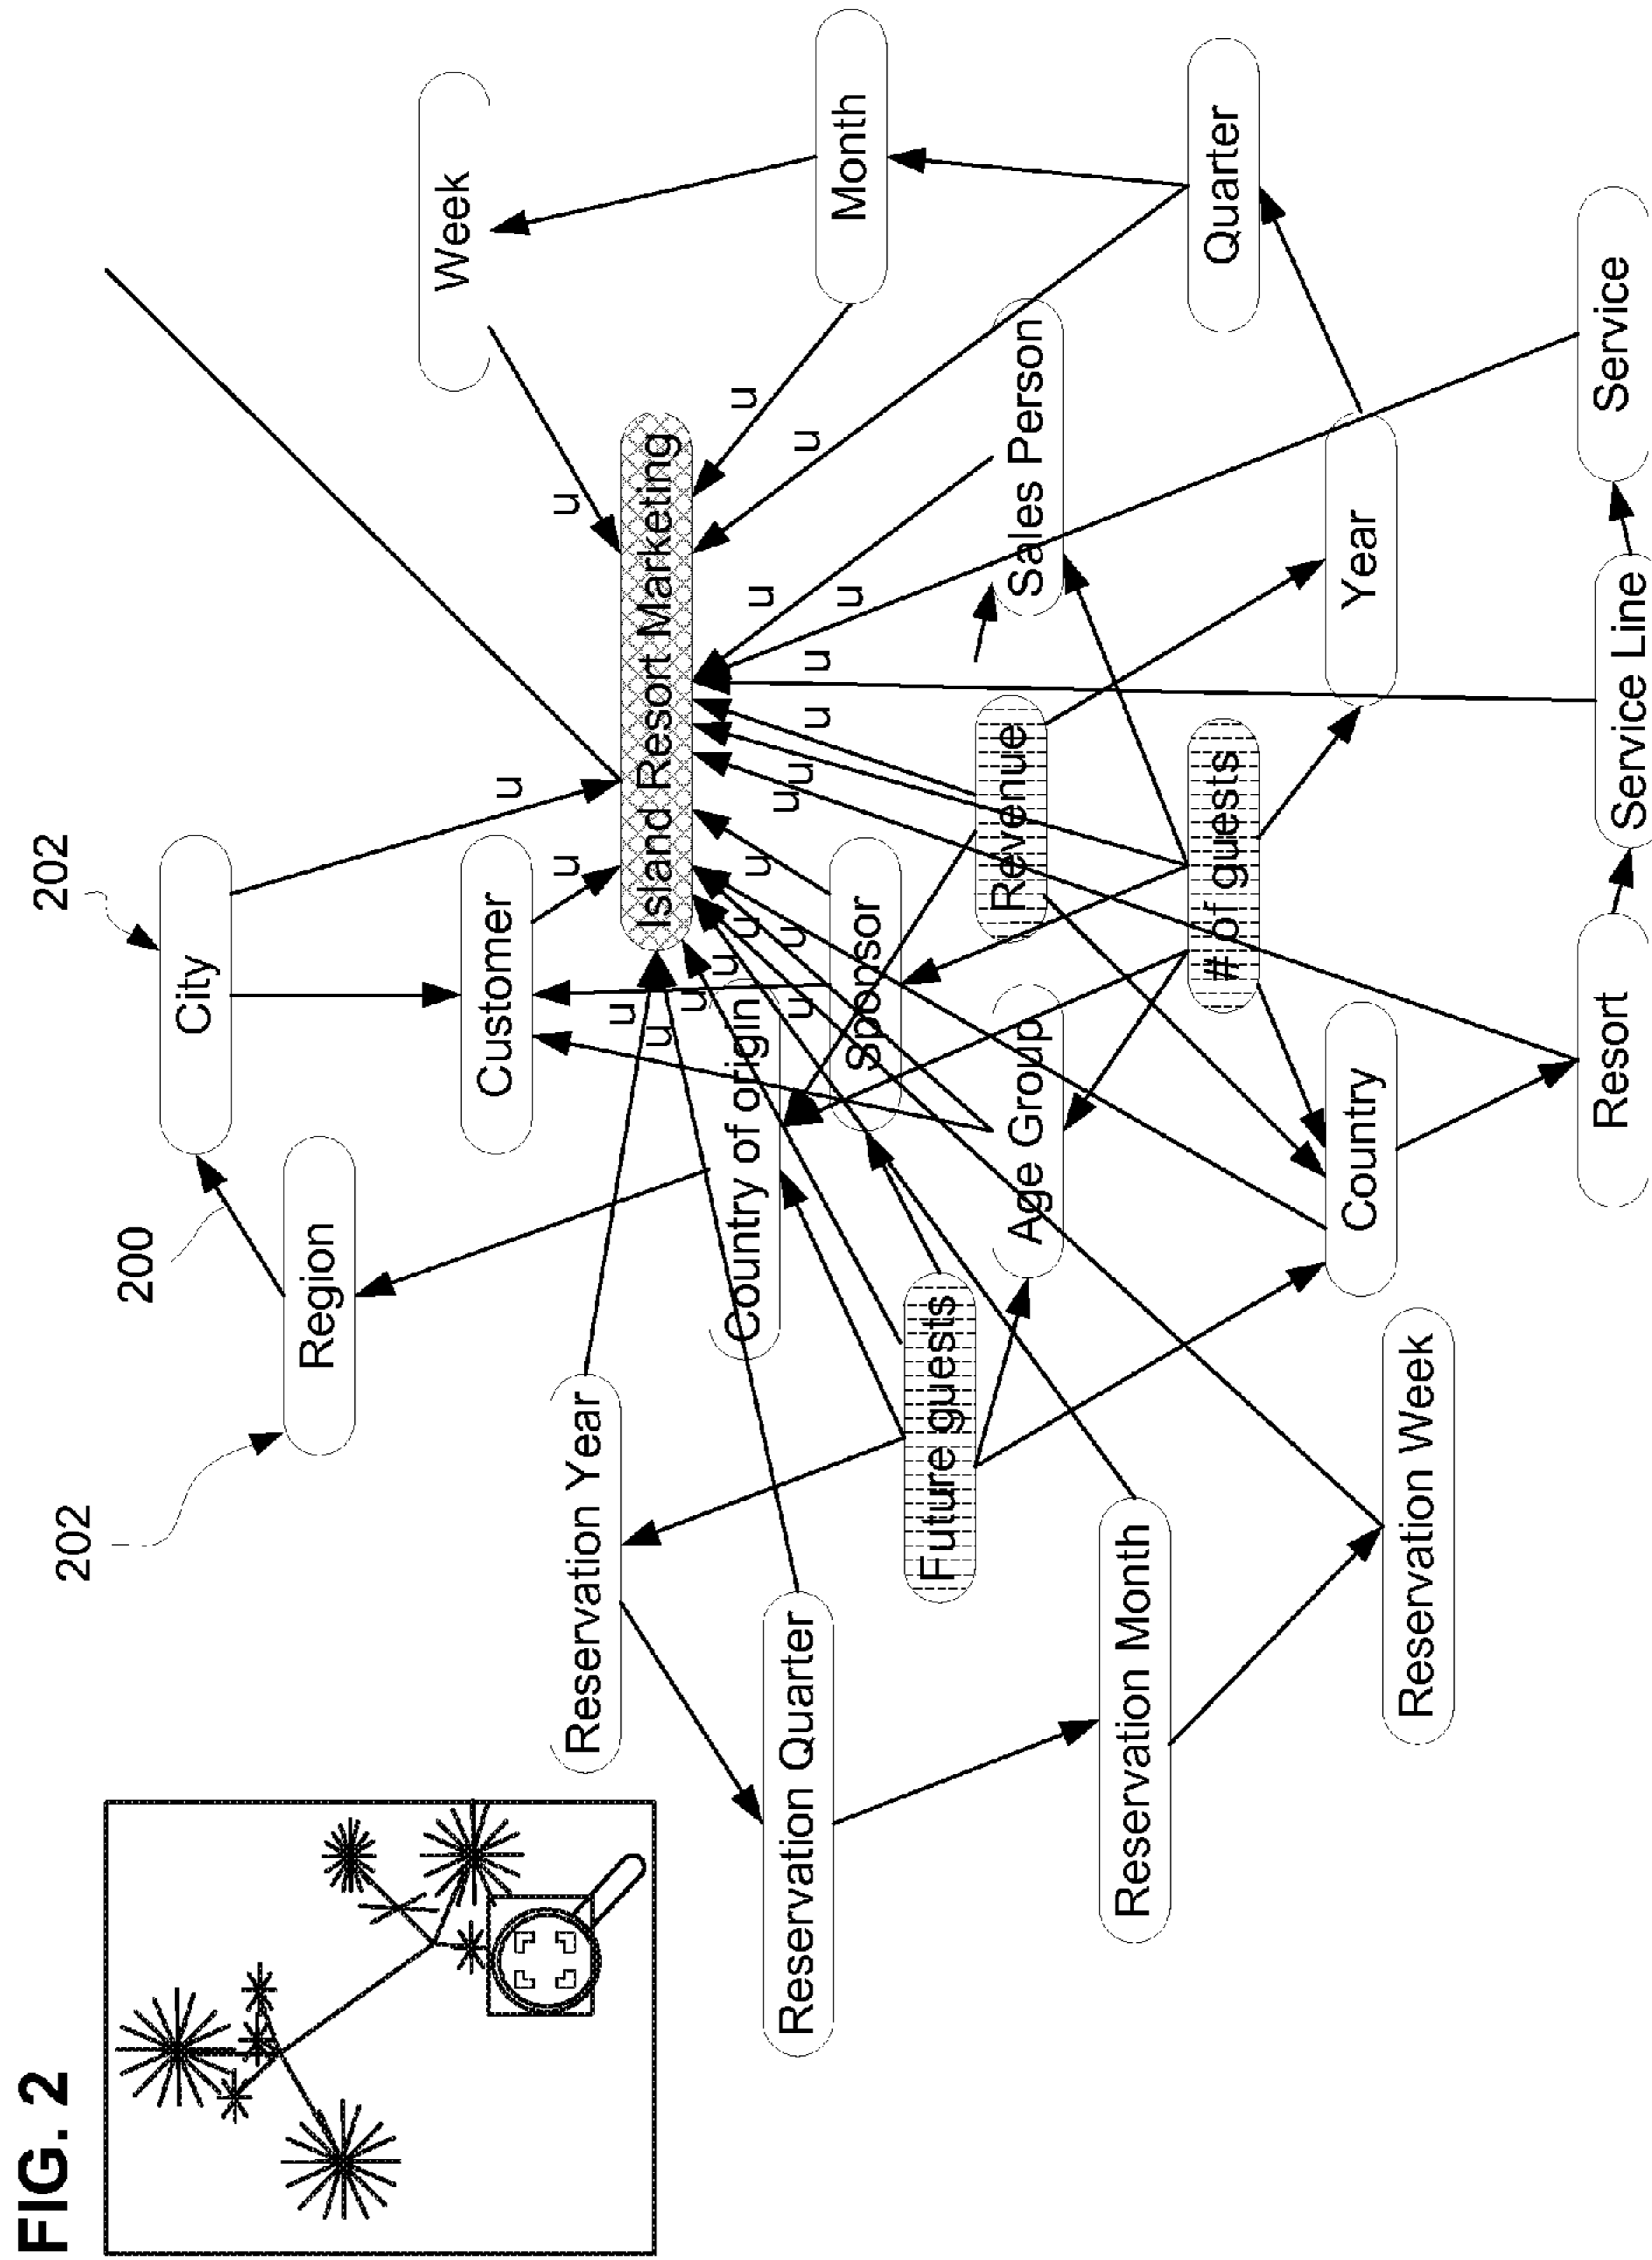 FIG. 2
202
202
200
City
Region
Week
Customer
u
u
u
Reservation Year
u
Island Resort Marketing
u
u
u
Country of origin
u
u
u
u
u
Reservation Quarter
u
u
u
u
u
u
Month
u
Sponsor
Future guests
Revenue
Age Group
Sales Person
Reservation Month
# of guests
Quarter
Country
Year
Reservation Week
Resort
Service Line
Service